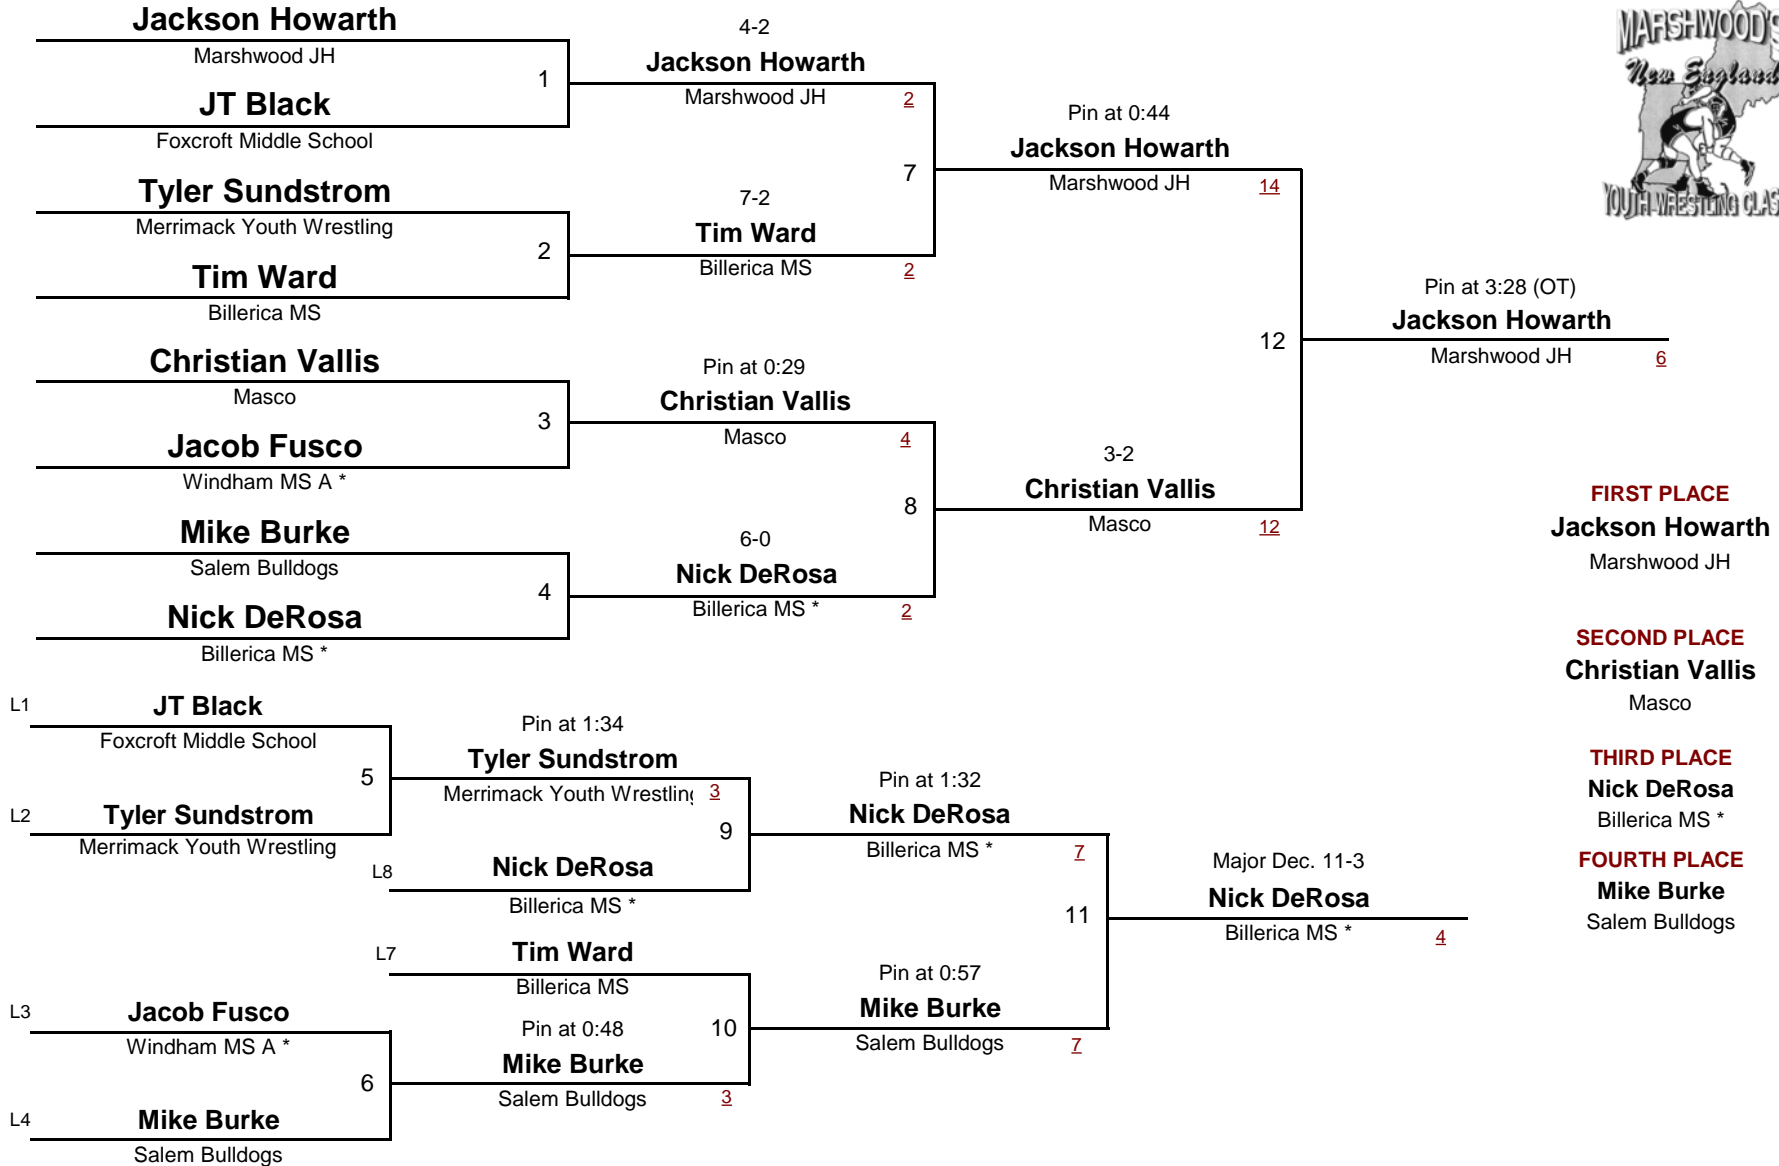 Jackson Howarth
Marshwood JH
1
JT Black
Foxcroft Middle School
Tyler Sundstrom
Merrimack Youth Wrestling
2
Tim Ward
Billerica MS
Christian Vallis
Masco
3
Jacob Fusco
Windham MS A *
Mike Burke
Salem Bulldogs
4
Nick DeRosa
Billerica MS *
4-2
Jackson Howarth
Marshwood JH 2
7
7-2
Tim Ward
Billerica MS 2
Pin at 0:29
Christian Vallis
Masco 4
8
6-0
Nick DeRosa
Billerica MS * 2
Pin at 0:44
Jackson Howarth
Marshwood JH 14
12
3-2
Christian Vallis
Masco 12
Pin at 3:28 (OT)
Jackson Howarth
Marshwood JH 6
MARSHWOOD'S
New England
YOUTH WRESTLING CLAS
FIRST PLACE
Jackson Howarth
Marshwood JH
SECOND PLACE
Christian Vallis
Masco
THIRD PLACE
Nick DeRosa
Billerica MS *
FOURTH PLACE
Mike Burke
Salem Bulldogs
L1 JT Black
Foxcroft Middle School
5
L2 Tyler Sundstrom
Merrimack Youth Wrestling
Pin at 1:34
Tyler Sundstrom
Merrimack Youth Wrestling 3
9
L8 Nick DeRosa
Billerica MS *
L7 Tim Ward
Billerica MS
10
L3 Jacob Fusco
Windham MS A *
6
L4 Mike Burke
Salem Bulldogs
Pin at 0:48
Mike Burke
Salem Bulldogs 3
Pin at 1:32
Nick DeRosa
Billerica MS * 7
11
Pin at 0:57
Mike Burke
Salem Bulldogs 7
Major Dec. 11-3
Nick DeRosa
Billerica MS * 4